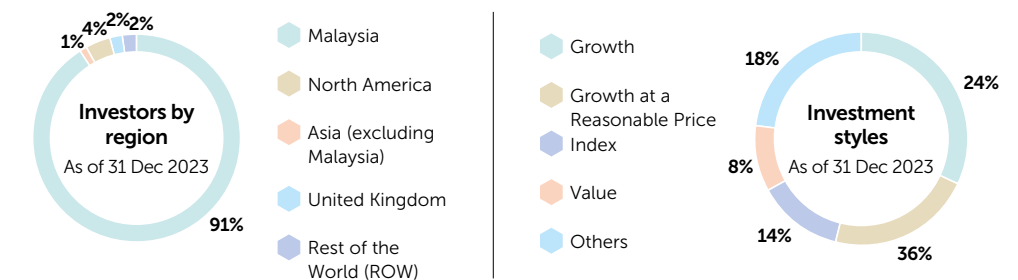 1%
4%
2%
2%
91%
Investors by
region
As of 31 Dec 2023
Malaysia
North America
Asia (excluding
Malaysia)
United Kingdom
Rest of the
World (ROW)
Growth
Growth at a
Reasonable Price
Index
Value
Others
18%
24%
8%
14%
36%
Investment
styles
As of 31 Dec 2023